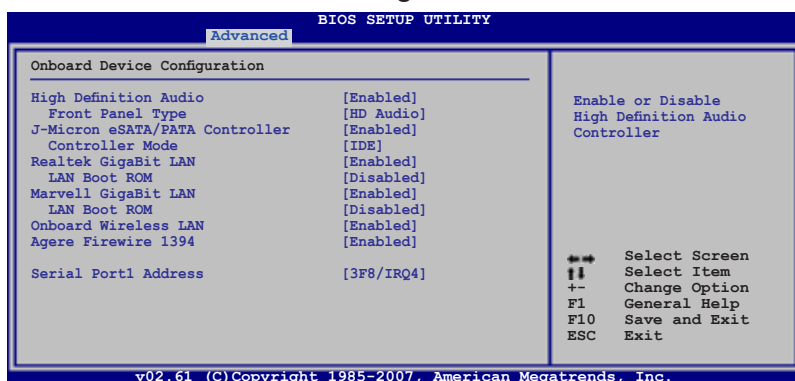 BIOS SETUP UTILITY
Advanced
Onboard Device Configuration
High Definition Audio [Enabled]
Front Panel Type [HD Audio]
J-Micron eSATA/PATA Controller [Enabled]
Controller Mode [IDE]
Realtek GigaBit LAN [Enabled]
LAN Boot ROM [Disabled]
Marvell GigaBit LAN [Enabled]
LAN Boot ROM [Disabled]
Onboard Wireless LAN [Enabled]
Agere Firewire 1394 [Enabled]
Serial Port1 Address [3F8/IRQ4]
Enable or Disable
High Definition Audio
Controller
Select Screen
Select Item
+- Change Option
F1 General Help
F10 Save and Exit
ESC Exit
v02.61 (C)Copyright 1985-2007, American Megatrends, Inc.